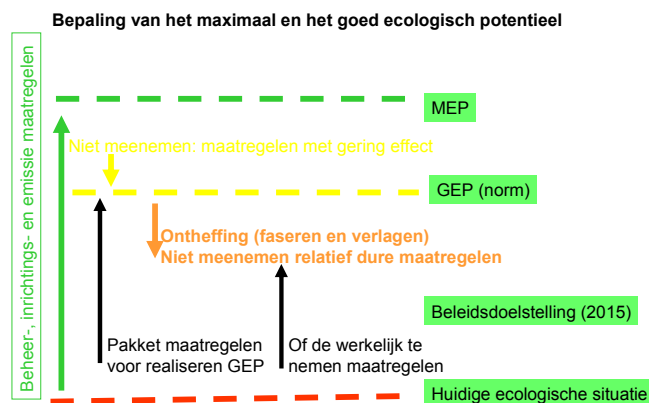 Bepaling van het maximaal en het goed ecologisch potentieel
Beheer-, inrichtings- en emissie maatregelen
MEP
Niet meenemen: maatregelen met gering effect
GEP (norm)
Ontheffing (faseren en verlagen)
Niet meenemen relatief dure maatregelen
Beleidsdoelstelling (2015)
Pakket maatregelen
voor realiseren GEP
Of de werkelijk te
nemen maatregelen
Huidige ecologische situatie